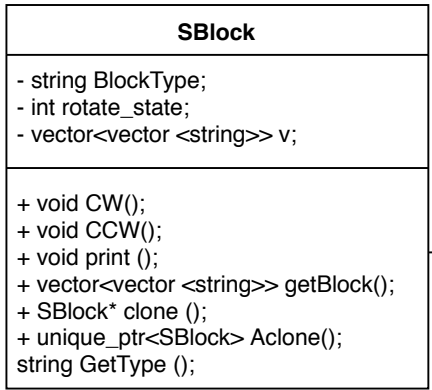 SBlock
- string BlockType;
- int rotate_state;
- vector<vector <string>> v;
+ void CW();
+ void CCW();
+ void print ();
+ vector<vector <string>> getBlock();
+ SBlock* clone ();
+ unique_ptr<SBlock> Aclone();
string GetType ();